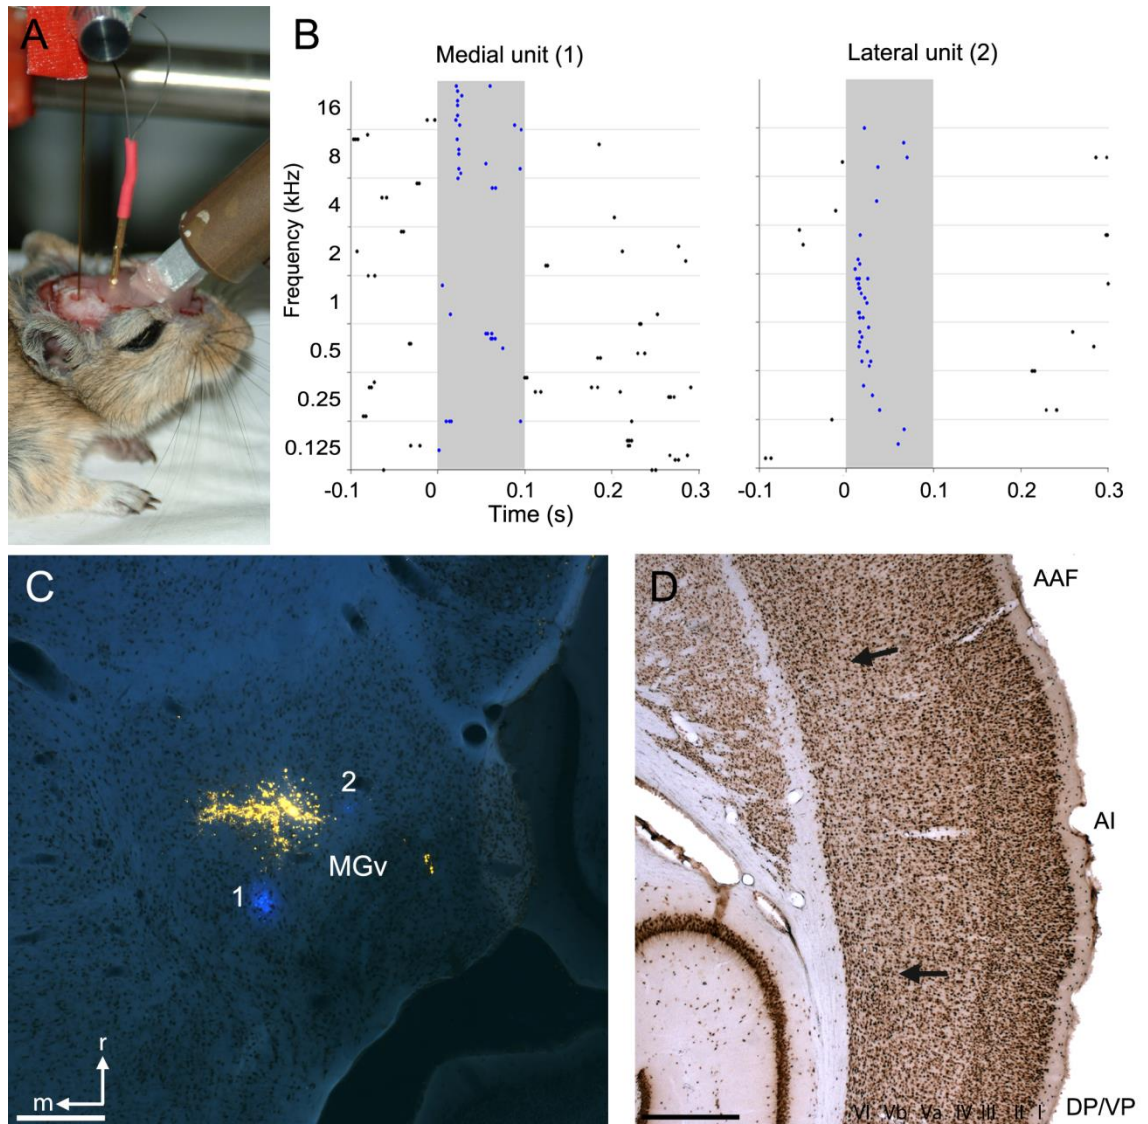 A
B
Medial unit (1)
Lateral unit (2)
Frequency (kHz)
16
8
4
2
1
0.5
0.25
0.125
-0.1
0
0.1
0.2
0.3
-0.1
0
0.1
0.2
0.3
Time (s)
C
2
MGv
1
r
m
D
AAF
AI
VI Vb Va IV III II I
DP/VP